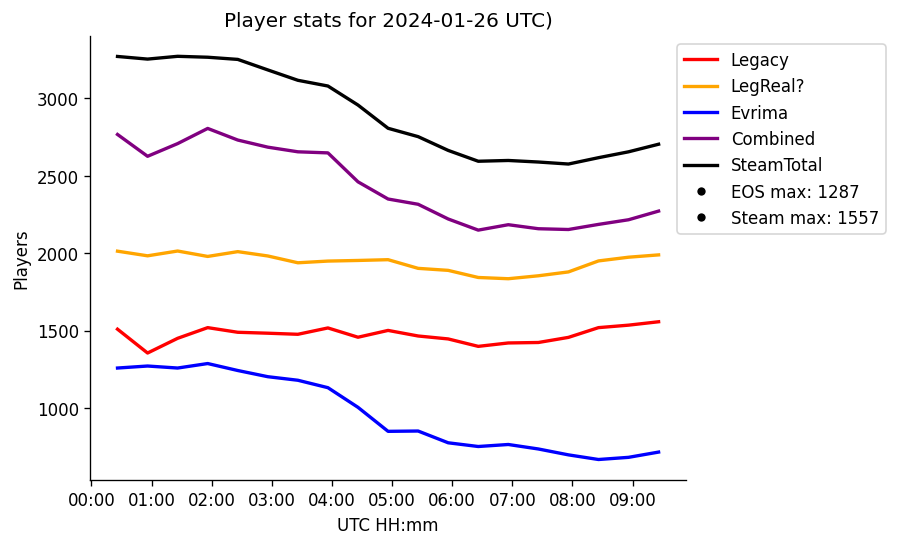 Player stats for 2024-01-26 UTC)
Legacy
LegReal?
Evrima
Combined
SteamTotal
EOS max: 1287
Steam max: 1557
Players
3000
2500
2000
1500
1000
00:00 01:00 02:00 03:00 04:00 05:00 06:00 07:00 08:00 09:00
UTC HH:mm